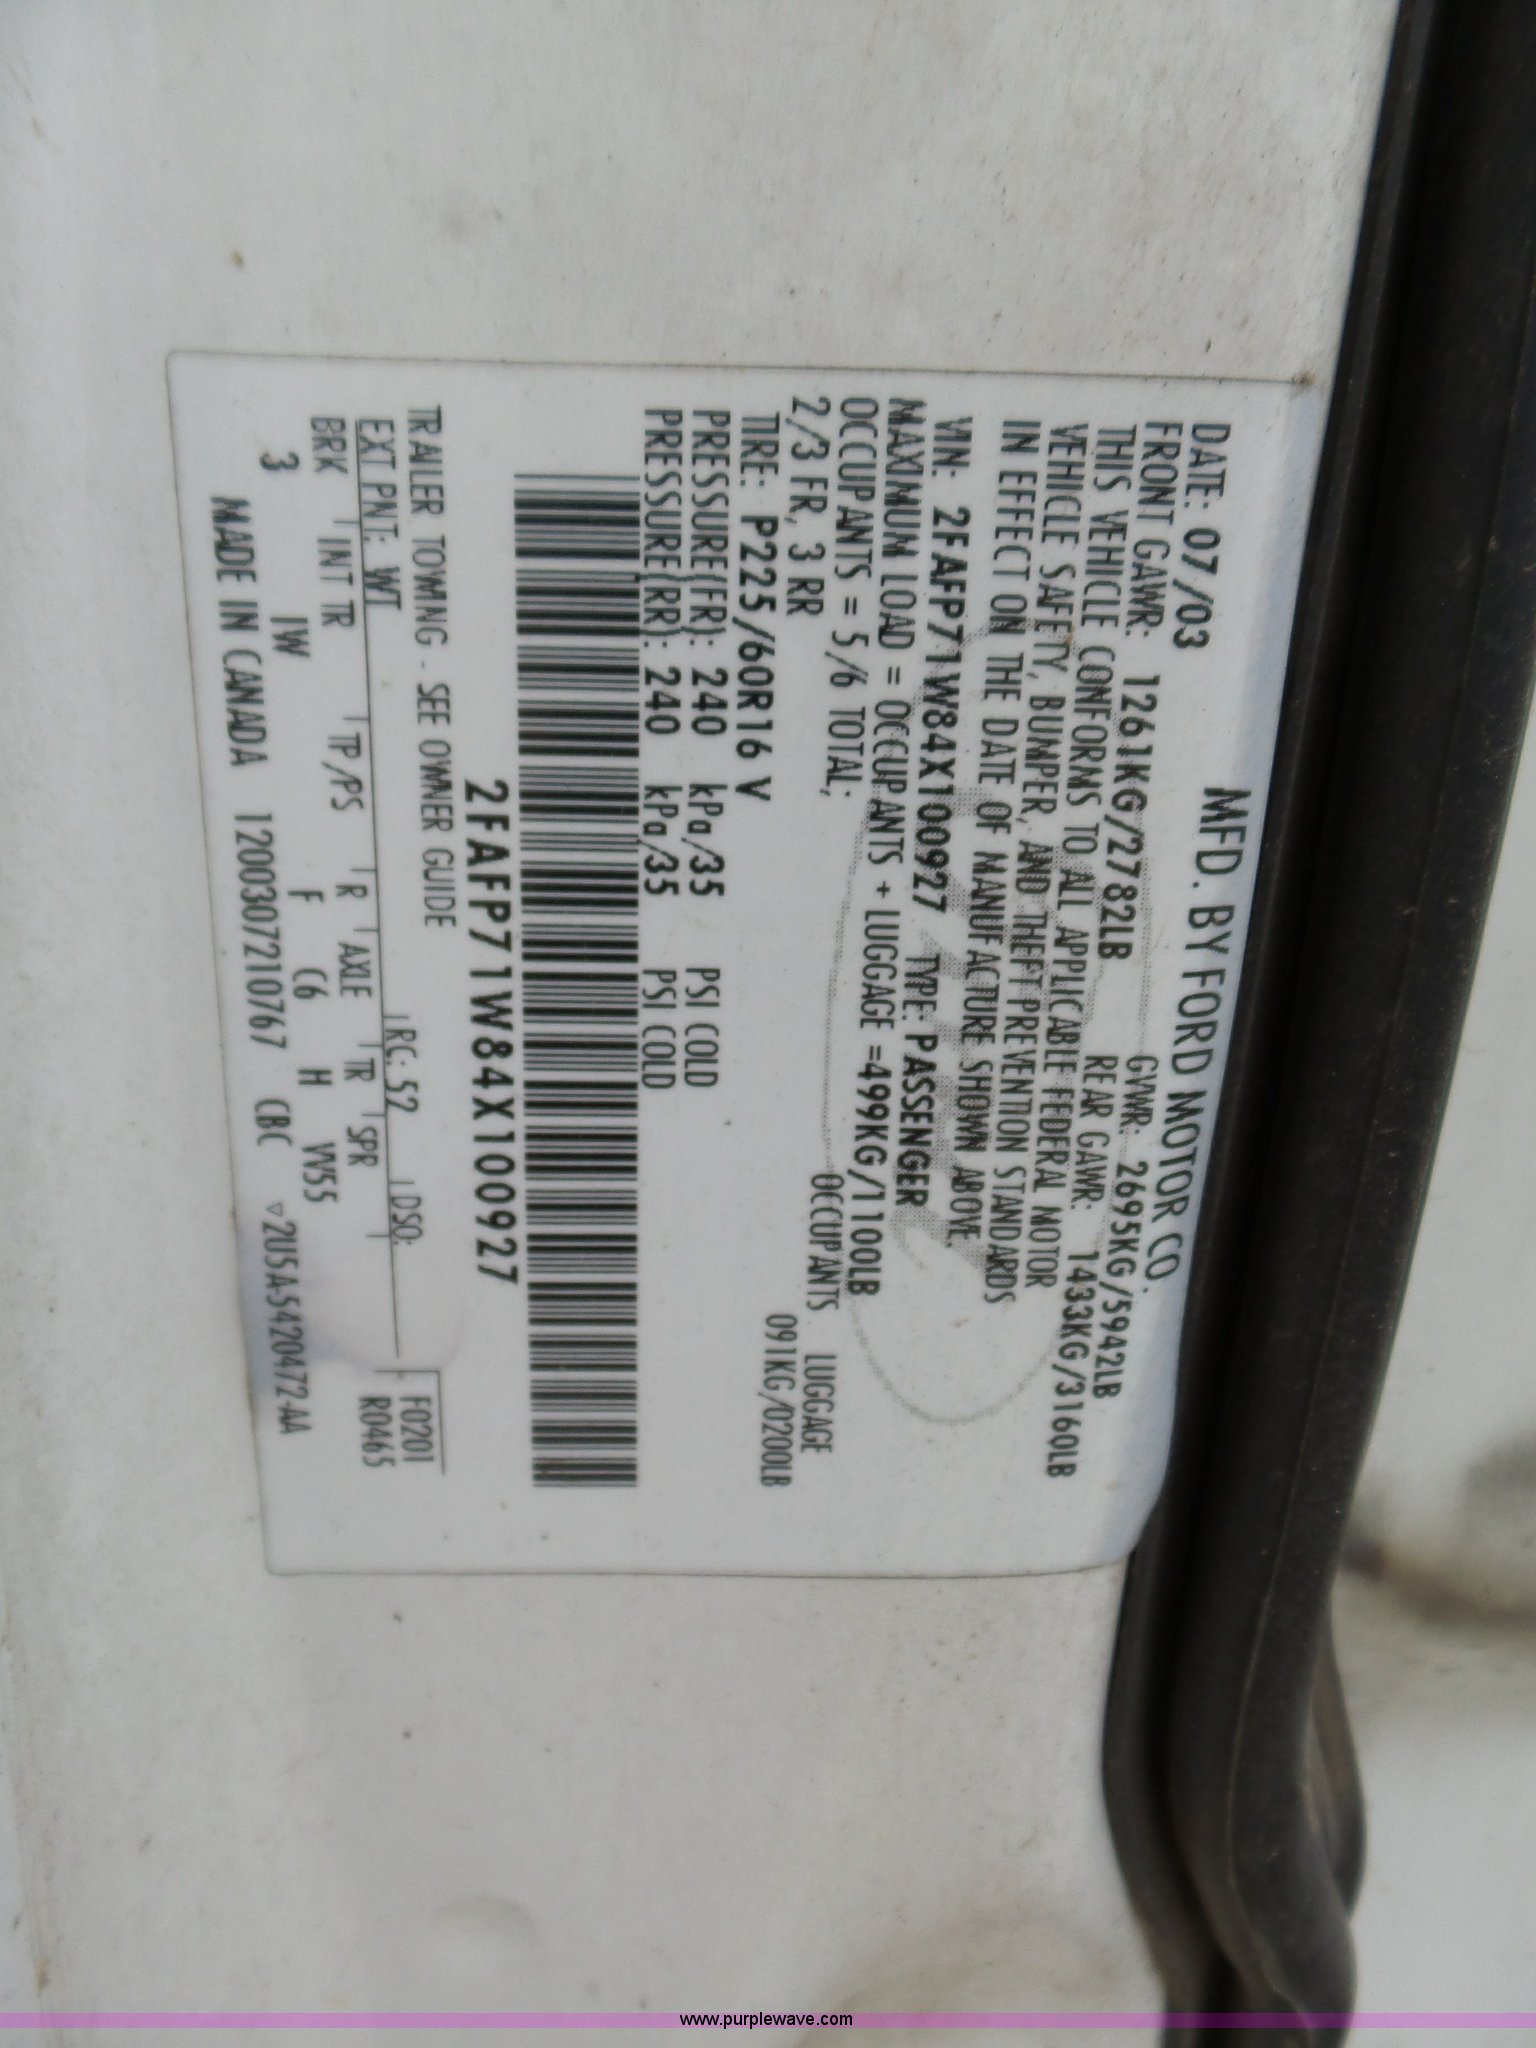 MFD. BY FORD MOTOR CO.
DATE: 07/03 GVWR: 2695KG/5942LB
FRONT GAWR: 1261KG/2782LB REAR GAWR: 1433KG/3160LB
THIS VEHICLE CONFORMS TO ALL APPLICABLE FEDERAL MOTOR
VEHICLE SAFETY, BUMPER, AND THEFT PREVENTION STANDARDS
IN EFFECT ON THE DATE OF MANUFACTURE SHOWN ABOVE.
VIN: 2FAFP71W84X100927 TYPE: PASSENGER
MAXIMUM LOAD = OCCUPANTS + LUGGAGE =499KG/1100LB
OCCUPANTS = 5/6 TOTAL; OCCUPANTS LUGGAGE
2/3 FR, 3 RR 091KG/0200LB
TIRE: P225/60R16 V
PRESSURE(FR): 240 kPa/35 PSI COLD
PRESSURE(RR): 240 kPa/35 PSI COLD
2FAFP71W84X100927
TRAILER TOWING - SEE OWNER GUIDE
F0201
R0465
EXT PNT: WT RC: 52 DSO:
BRK INT TR TP/PS R AXLE TR SPR
3 IW F C6 H VV55
MADE IN CANADA 1200307210767 CBC ▽2U5A-5420472-AA
www.purplewave.com